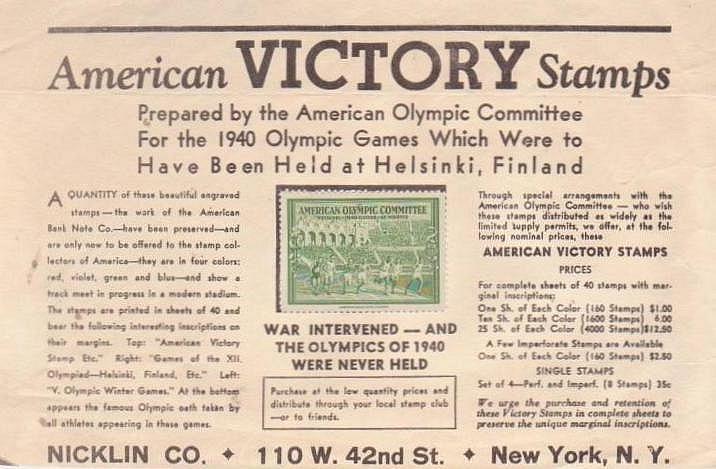 American VICTORY Stamps
Prepared by the American Olympic Committee
For the 1940 Olympic Games Which Were to
Have Been Held at Helsinki, Finland
A QUANTITY of these beautiful engraved
stamps—the work of the American
Bank Note Co.—have been preserved—and
are only now to be offered to the stamp col-
lectors of America—they are in four colors:
red, violet, green and blue—and show a
track meet in progress in a modern stadium.
The stamps are printed in sheets of 40 and
bear the following interesting inscriptions on
their margins. Top: "American Victory
Stamp Etc." Right: "Games of the XII.
Olympiad—Helsinki, Finland, Etc." Left:
"V. Olympic Winter Games." At the bottom
appears the famous Olympic oath taken by
all athletes appearing in these games.
AMERICAN OLYMPIC COMMITTEE
WAR INTERVENED — AND
THE OLYMPICS OF 1940
WERE NEVER HELD
Purchase at the low quantity prices and
distribute through your local stamp club
—or to friends.
Through special arrangements with the
American Olympic Committee — who wish
these stamps distributed as widely as the
limited supply permits, we offer, at the fol-
lowing nominal prices, these
AMERICAN VICTORY STAMPS
PRICES
For complete sheets of 40 stamps with mar-
ginal inscriptions:
One Sh. of Each Color (160 Stamps) $1.00
Ten Sh. of Each Color (1600 Stamps) 6.00
25 Sh. of Each Color (4000 Stamps) $12.50
A Few Imperforate Stamps are Available
One Sh. of Each Color (160 Stamps) $2.50
SINGLE STAMPS
Set of 4—Perf. and Imperf. (8 Stamps) 35c
We urge the purchase and retention of
these Victory Stamps in complete sheets to
preserve the unique marginal inscriptions.
NICKLIN CO. ✦ 110 W. 42nd St. ✦ New York, N. Y.